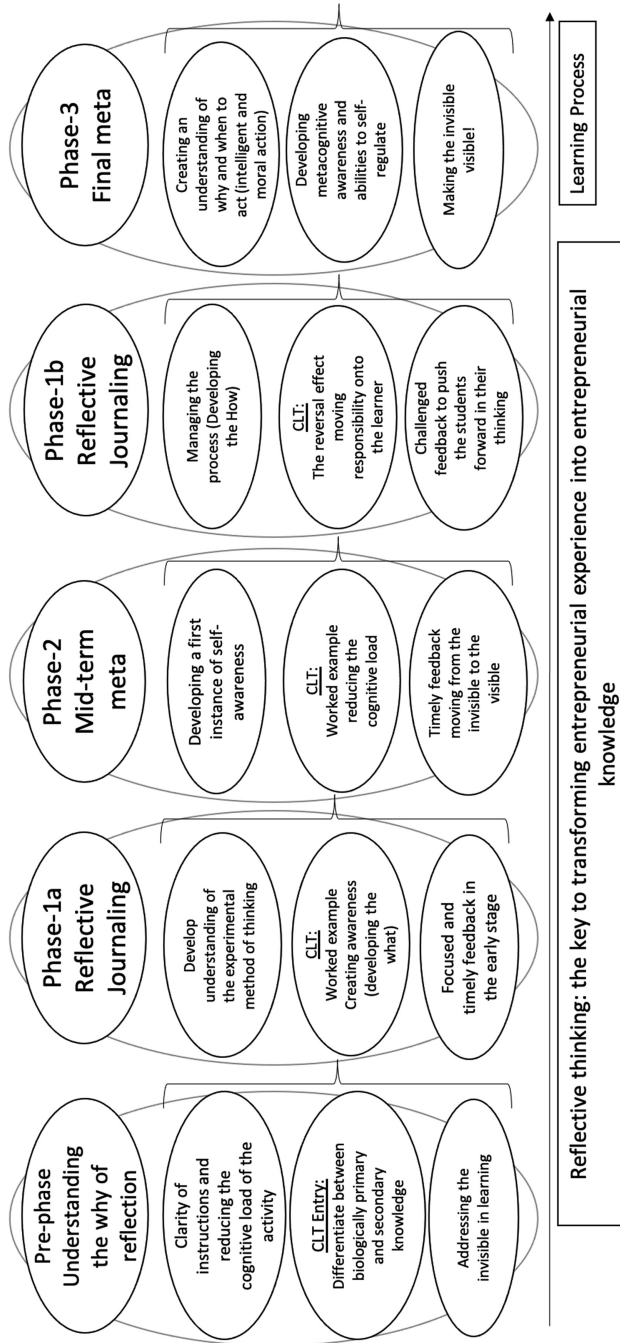 Pre-phase
Understanding
the why of
reflection
Clarity of
instructions and
reducing the
cognitive load of the
activity
CLT Entry:
Differentiate between
biologically primary
and secondary
knowledge
Addressing the
invisible in learning
Phase-1a
Reflective
Journaling
Develop
understanding of
the experimental
method of thinking
CLT:
Worked example
Creating awareness
(developing the
what)
Focused and
timely feedback in
the early stage
Phase-2
Mid-term
meta
Developing a first
instance of self-
awareness
CLT:
Worked example
reducing the
cognitive load
Timely feedback
moving from the
invisible to the
visible
Phase-1b
Reflective
Journaling
Managing the
process (Developing
the How)
CLT:
The reversal effect
moving
responsibility onto
the learner
Challenged
feedback to push
the students
forward in their
thinking
Phase-3
Final meta
Creating an
understanding of
why and when to
act (intelligent and
moral action)
Developing
metacognitive
awareness and
abilities to self-
regulate
Making the invisible
visible!
Reflective thinking: the key to transforming entrepreneurial experience into entrepreneurial
knowledge
Learning Process